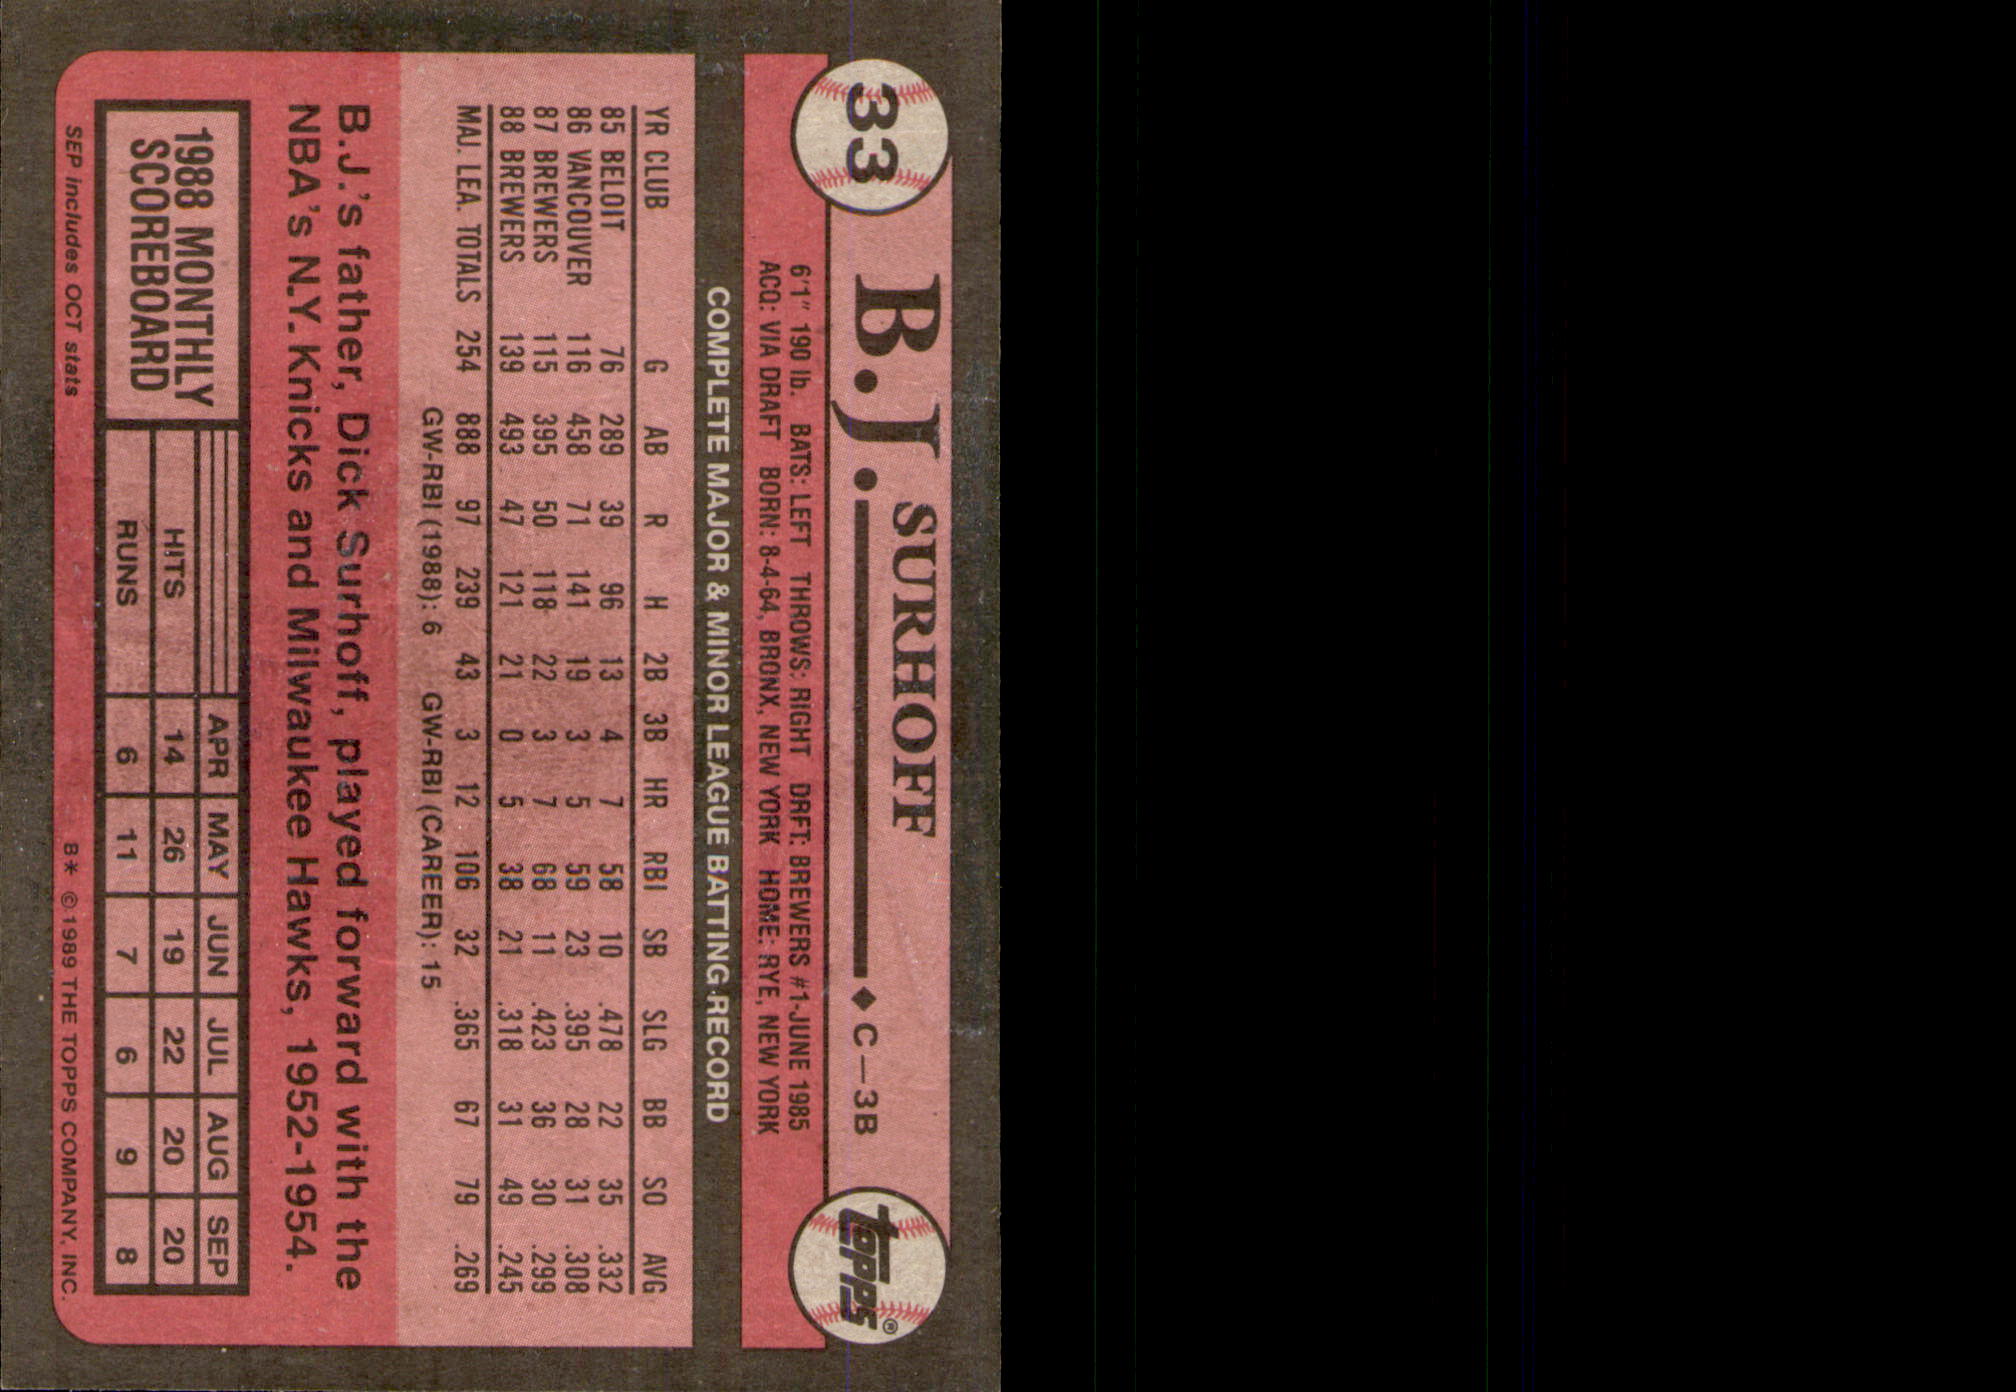 33
B.J. SURHOFF ◆ C—3B
topps®
6'1" 190 lb. BATS: LEFT THROWS: RIGHT DRFT: BREWERS #1-JUNE 1985
ACQ: VIA DRAFT BORN: 8-4-64, BRONX, NEW YORK HOME: RYE, NEW YORK
COMPLETE MAJOR & MINOR LEAGUE BATTING RECORD
YR CLUB G AB R H 2B 3B HR RBI SB SLG BB SO AVG
85 BELOIT 76 289 39 96 13 4 7 58 10 .478 22 35 .332
86 VANCOUVER 116 458 71 141 19 3 5 59 23 .395 28 31 .308
87 BREWERS 115 395 50 118 22 3 7 68 11 .423 36 30 .299
88 BREWERS 139 493 47 121 21 0 5 38 21 .318 31 49 .245
MAJ. LEA. TOTALS 254 888 97 239 43 3 12 106 32 .365 67 79 .269
GW-RBI (1988): 6 GW-RBI (CAREER): 15
B.J.'s father, Dick Surhoff, played forward with the
NBA's N.Y. Knicks and Milwaukee Hawks, 1952-1954.
1988 MONTHLY
SCOREBOARD
APR MAY JUN JUL AUG SEP
HITS 14 26 19 22 20 20
RUNS 6 11 7 6 9 8
SEP includes OCT stats
B* © 1989 THE TOPPS COMPANY, INC.